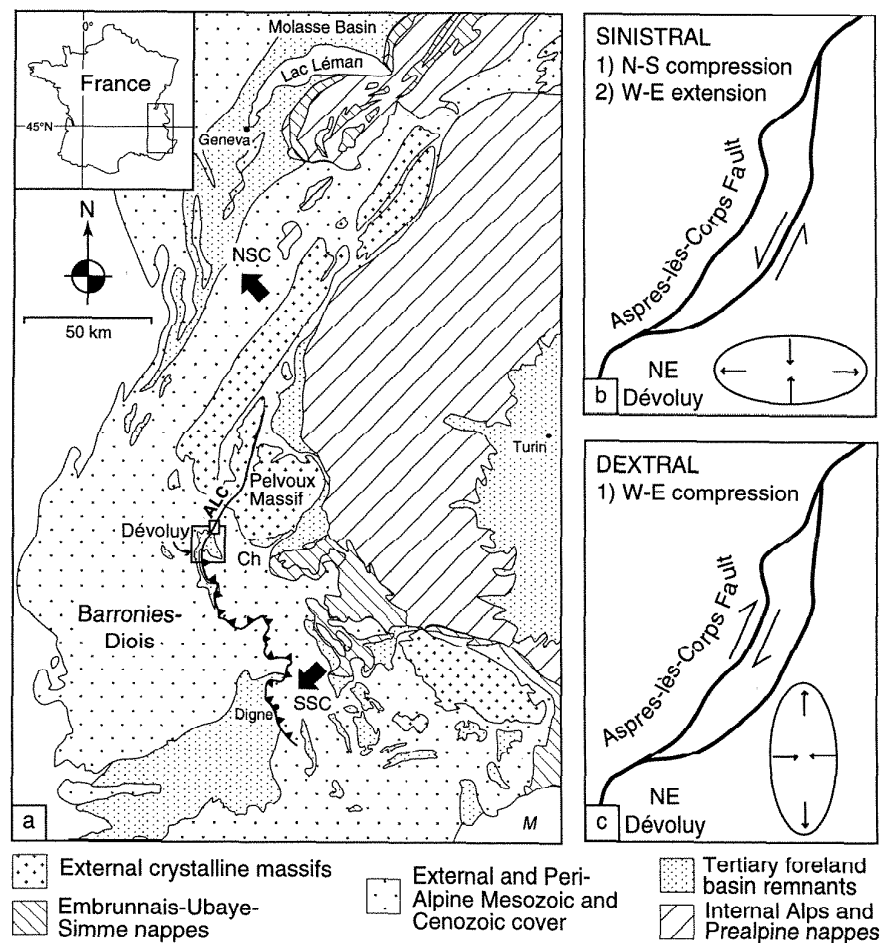 0°
France
45°N
Molasse Basin
Lac Léman
Geneva
N
50 km
NSC
Turin
Pelvoux
Massif
ALC
Dévoluy
Ch
Barronies-
Diois
SSC
Digne
a
M
SINISTRAL
1) N-S compression
2) W-E extension
Aspres-lès-Corps Fault
NE
Dévoluy
b
DEXTRAL
1) W-E compression
Aspres-lès-Corps Fault
NE
Dévoluy
c
External crystalline massifs
Embrunnais-Ubaye-
Simme nappes
External and Peri-
Alpine Mesozoic and
Cenozoic cover
Tertiary foreland
basin remnants
Internal Alps and
Prealpine nappes